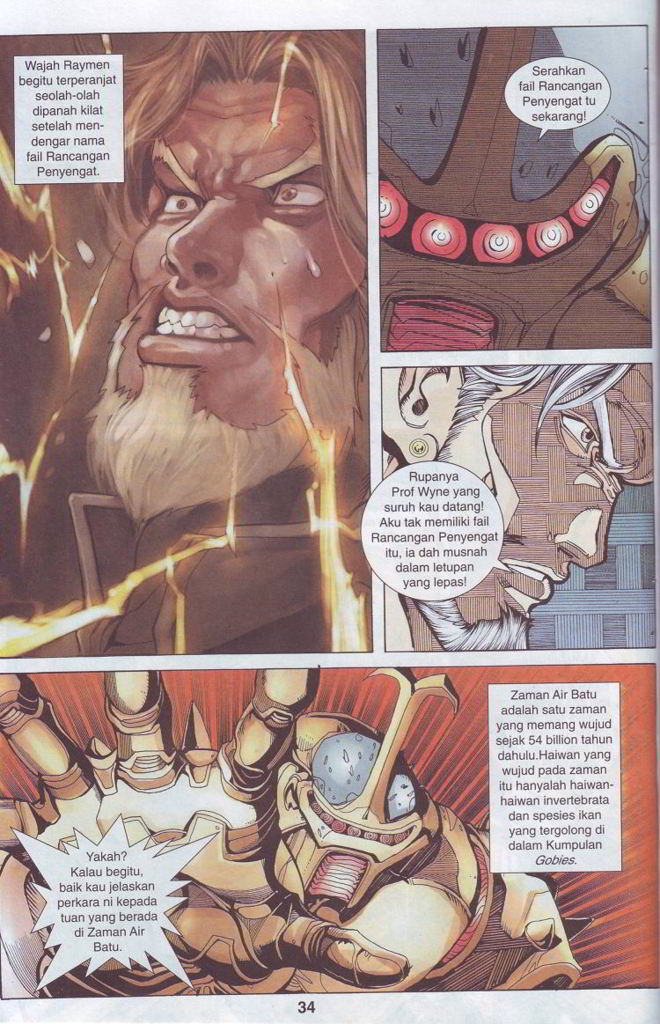 Wajah Raymen
begitu terperanjat
seolah-olah
dipanah kilat
setelah men-
dengar nama
fail Rancangan
Penyengat.
Serahkan
fail Rancangan
Penyengat tu
sekarang!
Rupanya
Prof Wyne yang
suruh kau datang!
Aku tak memiliki fail
Rancangan Penyengat
itu, ia dah musnah
dalam letupan
yang lepas!
Zaman Air Batu
adalah satu zaman
yang memang wujud
sejak 54 billion tahun
dahulu.Haiwan yang
wujud pada zaman
itu hanyalah haiwan-
haiwan invertebrata
dan spesies ikan
yang tergolong di
dalam Kumpulan
Gobies.
Yakah?
Kalau begitu,
baik kau jelaskan
perkara ni kepada
tuan yang berada
di Zaman Air
Batu.
34